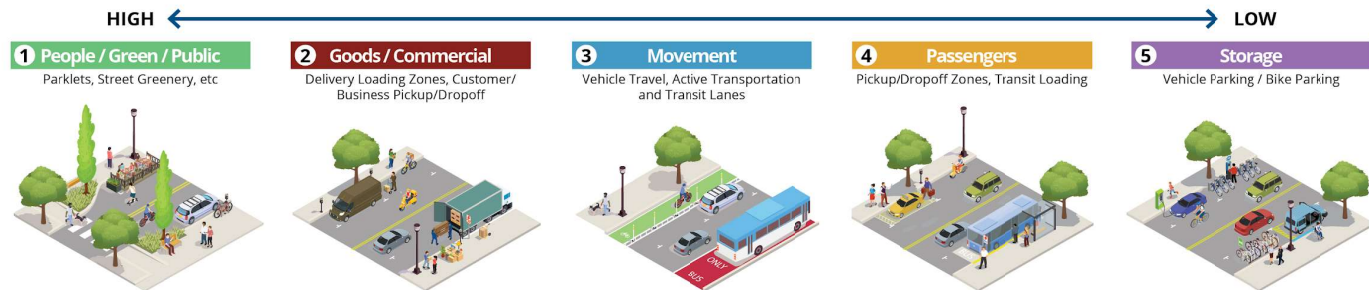 HIGH
LOW
1 People / Green / Public
Parklets, Street Greenery, etc
2 Goods / Commercial
Delivery Loading Zones, Customer/
Business Pickup/Dropoff
3 Movement
Vehicle Travel, Active Transportation
and Transit Lanes
4 Passengers
Pickup/Dropoff Zones, Transit Loading
5 Storage
Vehicle Parking / Bike Parking
ONLY
BUS